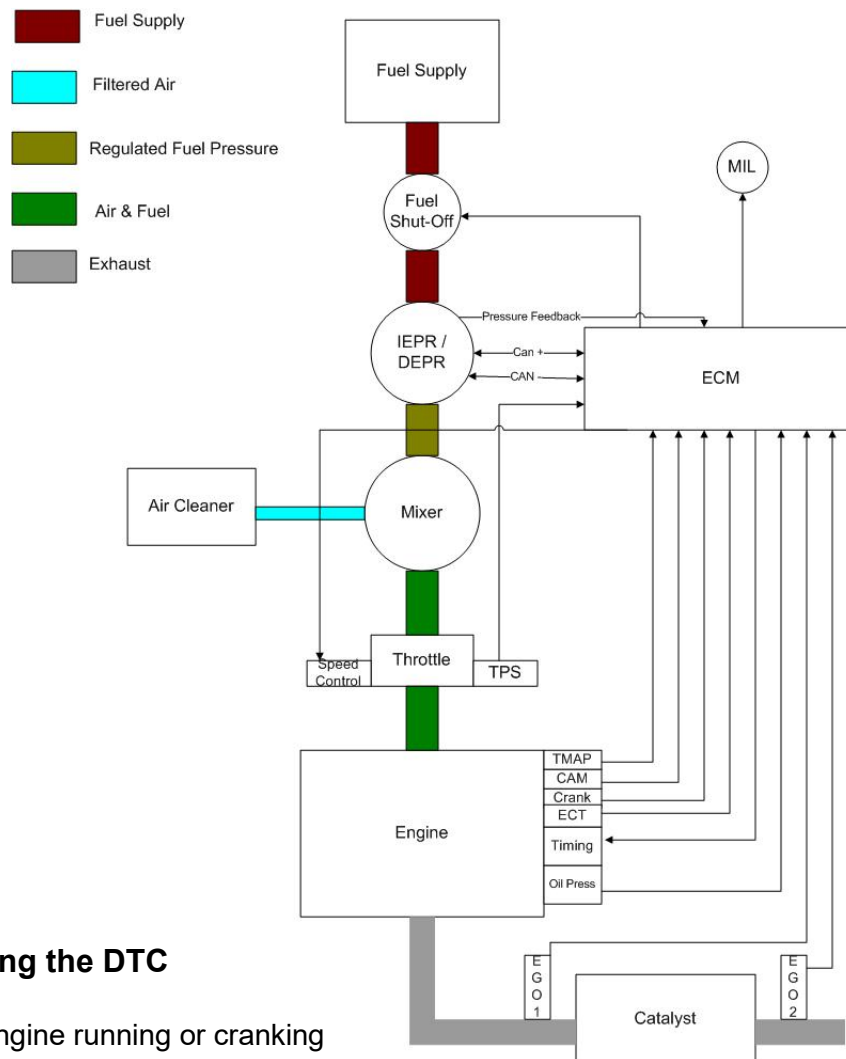 Fuel Supply
Filtered Air
Regulated Fuel Pressure
Air & Fuel
Exhaust
Fuel Supply
MIL
Fuel
Shut-Off
Pressure Feedback
IEPR /
DEPR
Can +
CAN -
ECM
Air Cleaner
Mixer
Speed
Control
Throttle
TPS
TMAP
CAM
Crank
ECT
Engine
Timing
Oil Press
E
G
O
1
E
G
O
2
Catalyst
ng the DTC
ngine running or cranking